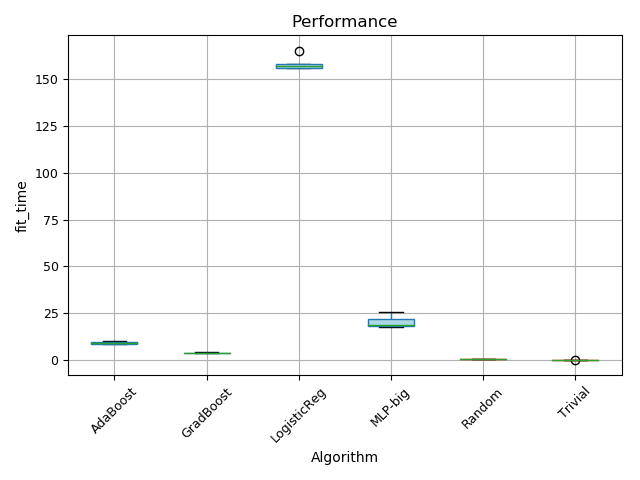 Performance
fit_time
150
125
100
75
50
25
0
AdaBoost
GradBoost
LogisticReg
MLP-big
Random
Trivial
Algorithm